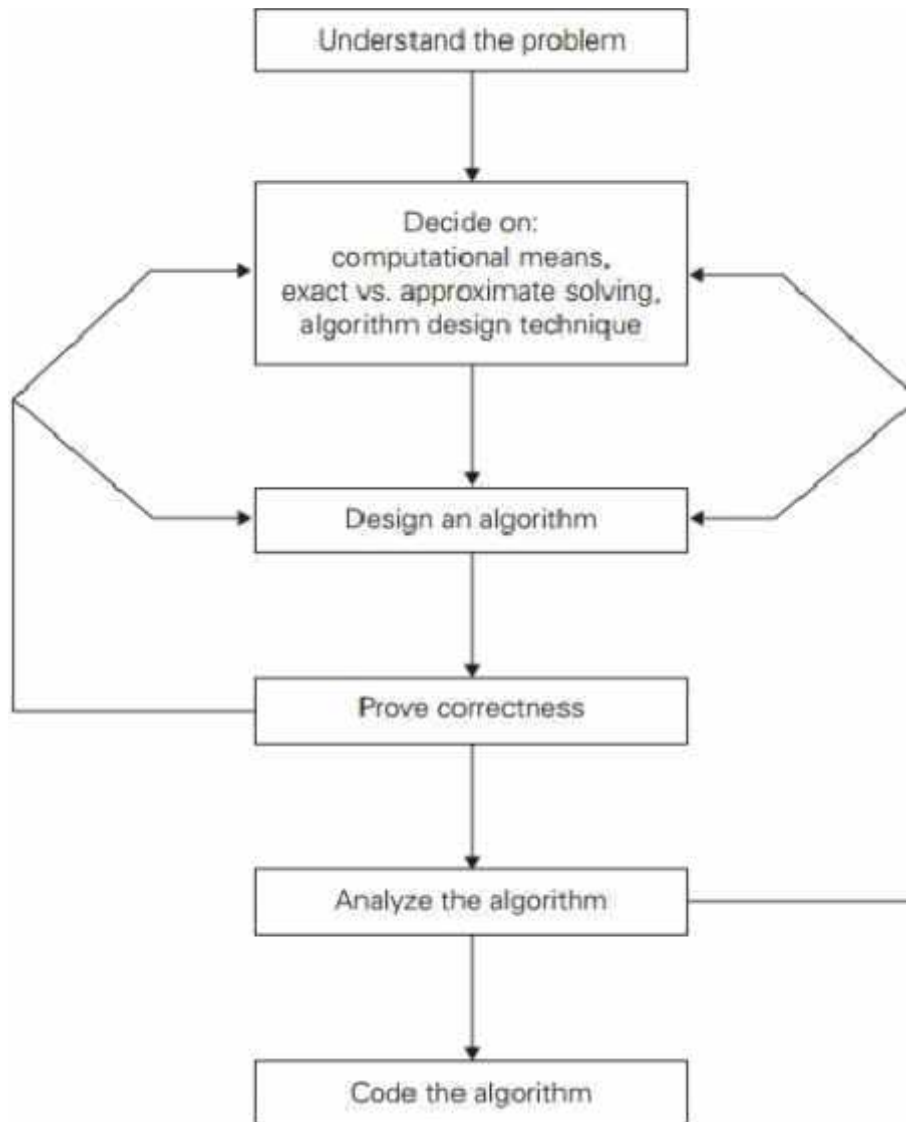 Understand the problem
Decide on:
computational means,
exact vs. approximate solving,
algorithm design technique
Design an algorithm
Prove correctness
Analyze the algorithm
Code the algorithm